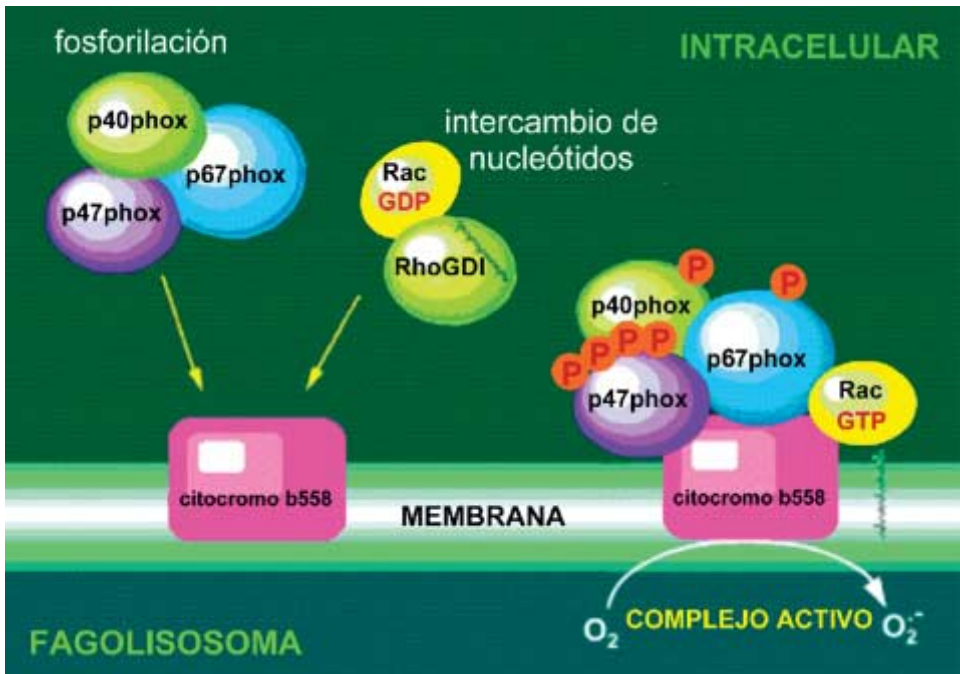 fosforilación
INTRACELULAR
p40phox
p67phox
p47phox
intercambio de
nucleótidos
Rac
GDP
RhoGDI
citocromo b558
MEMBRANA
P
P
p40phox
P
P
P
P
p67phox
p47phox
Rac
GTP
citocromo b558
FAGOLISOSOMA
O₂ COMPLEJO ACTIVO O₂·⁻